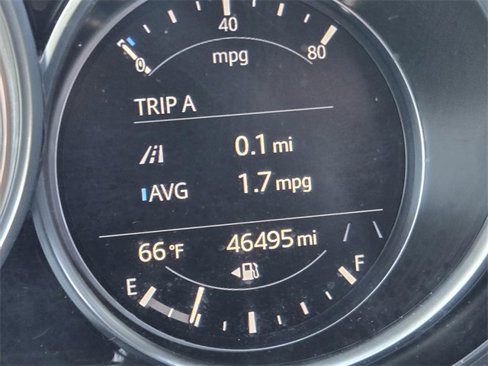 40
0 80
mpg
TRIP A
0.1 mi
AVG 1.7 mpg
66 °F 46495 mi
E F